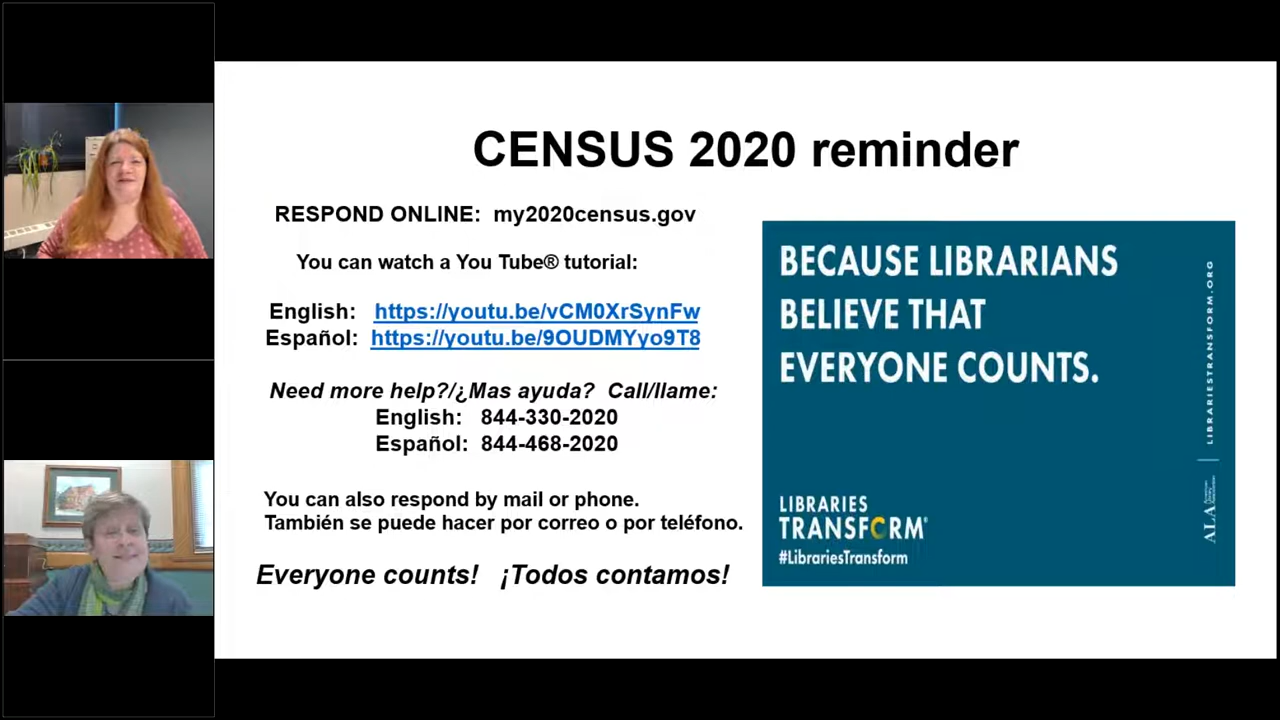 CENSUS 2020 reminder
RESPOND ONLINE: my2020census.gov
You can watch a You Tube® tutorial:
English: https://youtu.be/vCM0XrSynFw
Español: https://youtu.be/9OUDMYyo9T8
Need more help?/¿Mas ayuda? Call/llame:
English: 844-330-2020
Español: 844-468-2020
You can also respond by mail or phone.
También se puede hacer por correo o por teléfono.
Everyone counts! ¡Todos contamos!
BECAUSE LIBRARIANS
BELIEVE THAT
EVERYONE COUNTS.
LIBRARIES
TRANSFORM®
#LibrariesTransform
LIBRARIESTRANSFORM.ORG
ALA